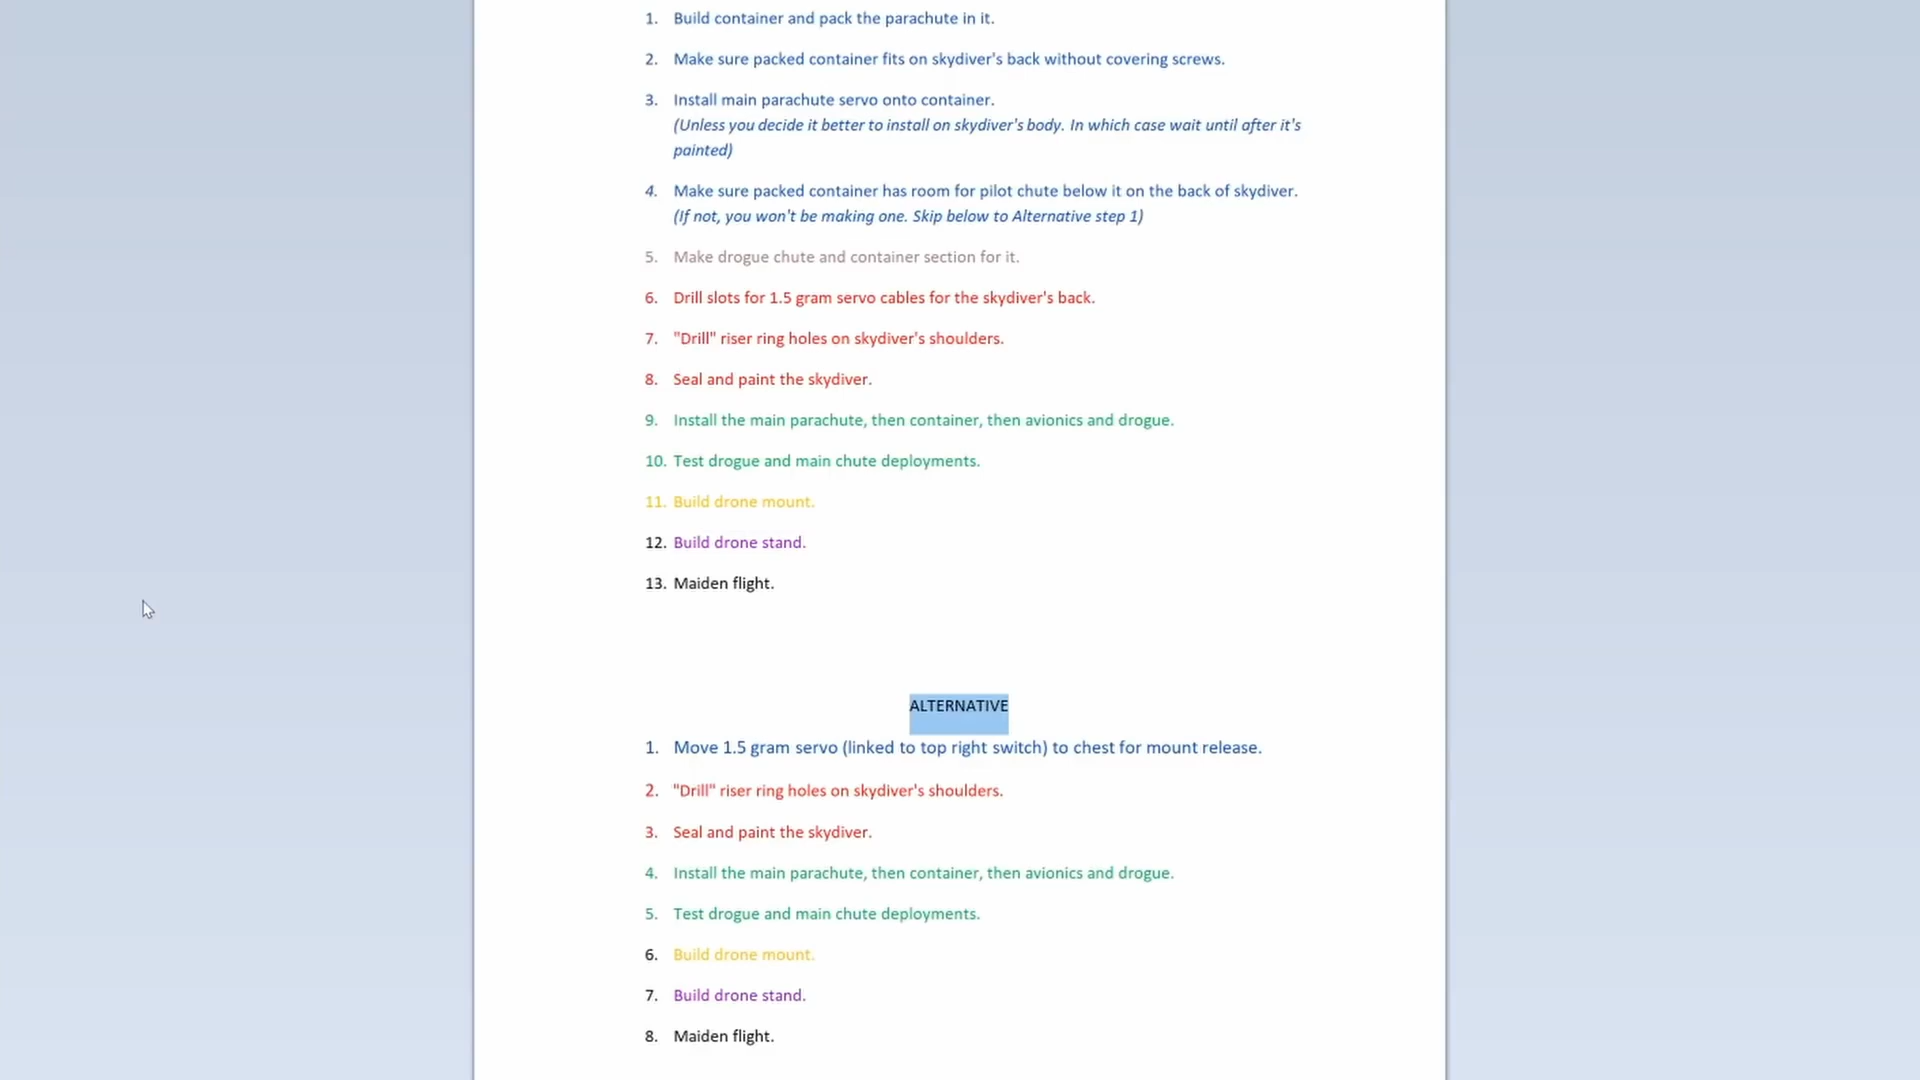 1. Build container and pack the parachute in it.
2. Make sure packed container fits on skydiver's back without covering screws.
3. Install main parachute servo onto container.
(Unless you decide it better to install on skydiver's body. In which case wait until after it's
painted)
4. Make sure packed container has room for pilot chute below it on the back of skydiver.
(If not, you won't be making one. Skip below to Alternative step 1)
5. Make drogue chute and container section for it.
6. Drill slots for 1.5 gram servo cables for the skydiver's back.
7. "Drill" riser ring holes on skydiver's shoulders.
8. Seal and paint the skydiver.
9. Install the main parachute, then container, then avionics and drogue.
10. Test drogue and main chute deployments.
11. Build drone mount.
12. Build drone stand.
13. Maiden flight.
ALTERNATIVE
1. Move 1.5 gram servo (linked to top right switch) to chest for mount release.
2. "Drill" riser ring holes on skydiver's shoulders.
3. Seal and paint the skydiver.
4. Install the main parachute, then container, then avionics and drogue.
5. Test drogue and main chute deployments.
6. Build drone mount.
7. Build drone stand.
8. Maiden flight.